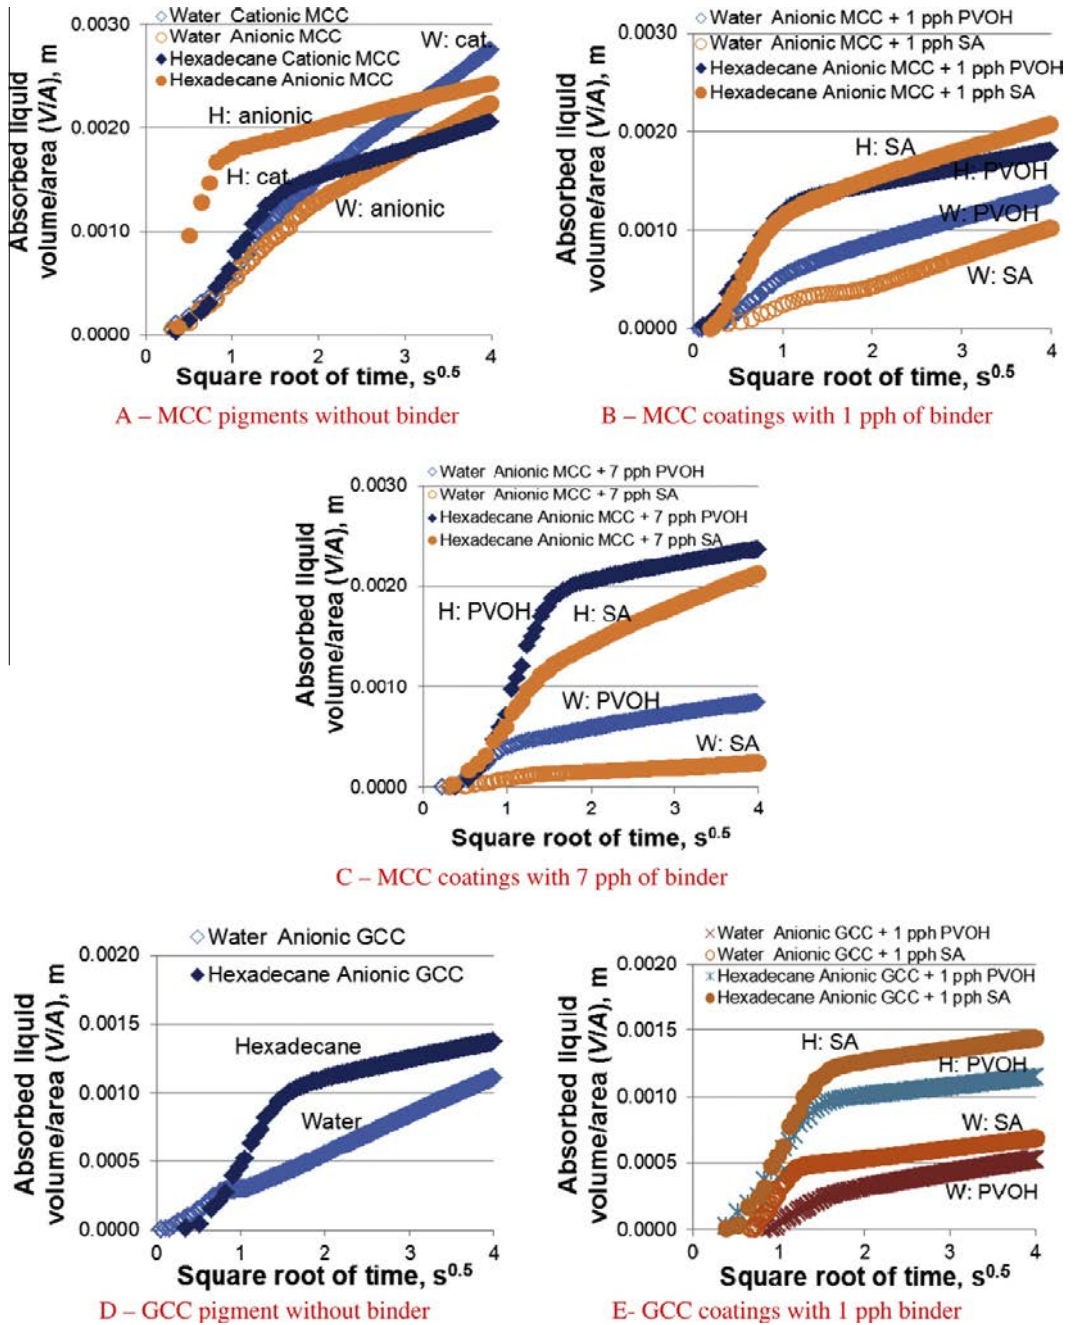 Water Cationic MCC
Water Anionic MCC
Hexadecane Cationic MCC
Hexadecane Anionic MCC
W: cat.
H: anionic
H: cat.
W: anionic
Absorbed liquid
volume/area (V/A), m
0.0030
0.0020
0.0010
0.0000
0 1 2 3 4
Square root of time, s^0.5
A – MCC pigments without binder
Water Anionic MCC + 1 pph PVOH
Water Anionic MCC + 1 pph SA
Hexadecane Anionic MCC + 1 pph PVOH
Hexadecane Anionic MCC + 1 pph SA
H: SA
H: PVOH
W: PVOH
W: SA
Absorbed liquid
volume/area (V/A), m
0.0030
0.0020
0.0010
0.0000
0 1 2 3 4
Square root of time, s^0.5
B – MCC coatings with 1 pph of binder
Water Anionic MCC + 7 pph PVOH
Water Anionic MCC + 7 pph SA
Hexadecane Anionic MCC + 7 pph PVOH
Hexadecane Anionic MCC + 7 pph SA
H: PVOH
H: SA
W: PVOH
W: SA
Absorbed liquid
volume/area (V/A), m
0.0030
0.0020
0.0010
0.0000
0 1 2 3 4
Square root of time, s^0.5
C – MCC coatings with 7 pph of binder
Water Anionic GCC
Hexadecane Anionic GCC
Hexadecane
Water
Absorbed liquid
volume/area (V/A), m
0.0020
0.0015
0.0010
0.0005
0.0000
0 1 2 3 4
Square root of time, s^0.5
D – GCC pigment without binder
Water Anionic GCC + 1 pph PVOH
Water Anionic GCC + 1 pph SA
Hexadecane Anionic GCC + 1 pph PVOH
Hexadecane Anionic GCC + 1 pph SA
H: SA
H: PVOH
W: SA
W: PVOH
Absorbed liquid
volume/area (V/A), m
0.0020
0.0015
0.0010
0.0005
0.0000
0 1 2 3 4
Square root of time, s^0.5
E- GCC coatings with 1 pph binder